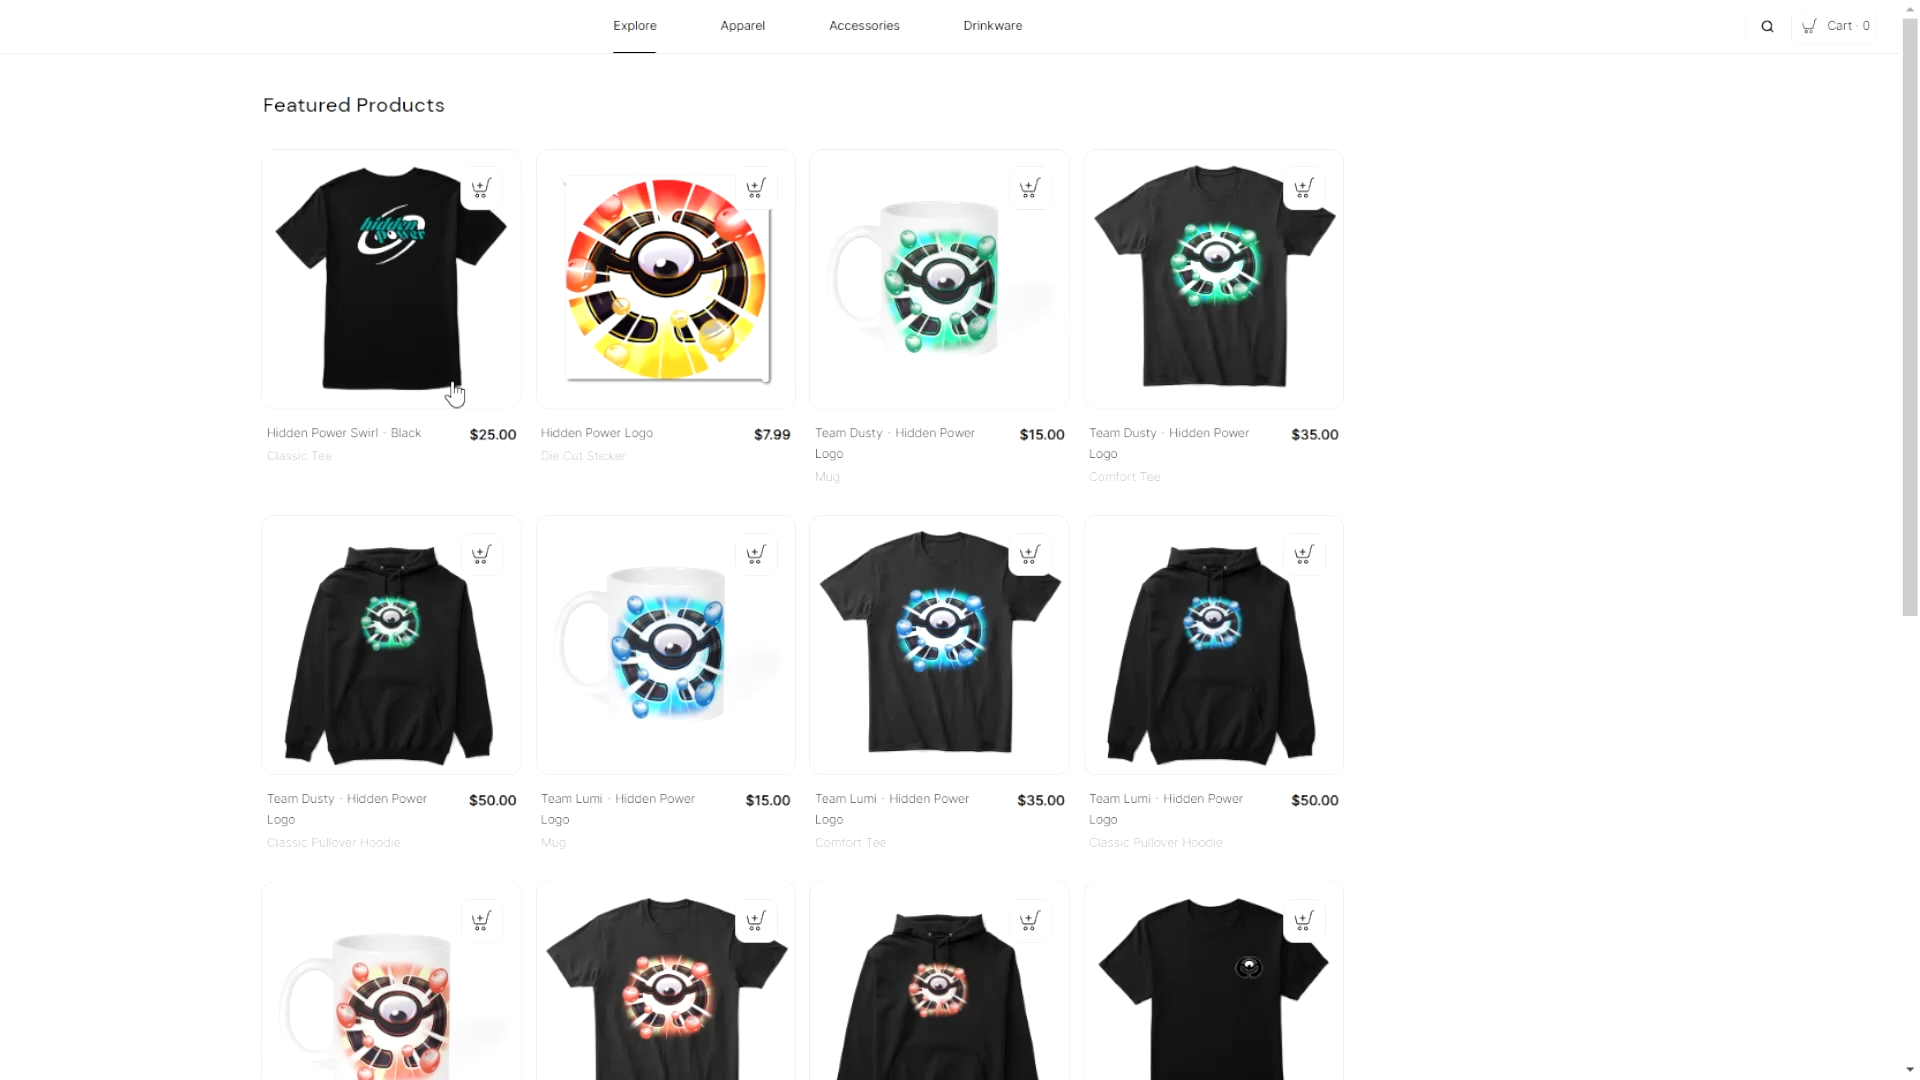 Explore
Apparel
Accessories
Drinkware
Cart · 0
Featured Products
hidden
power
Hidden Power Swirl - Black
$25.00
Classic Tee
Hidden Power Logo
$7.99
Die Cut Sticker
Team Dusty - Hidden Power
Logo
$15.00
Mug
Team Dusty - Hidden Power
Logo
$35.00
Comfort Tee
Team Dusty - Hidden Power
Logo
$50.00
Classic Pullover Hoodie
Team Lumi - Hidden Power
Logo
$15.00
Mug
Team Lumi - Hidden Power
Logo
$35.00
Comfort Tee
Team Lumi - Hidden Power
Logo
$50.00
Classic Pullover Hoodie